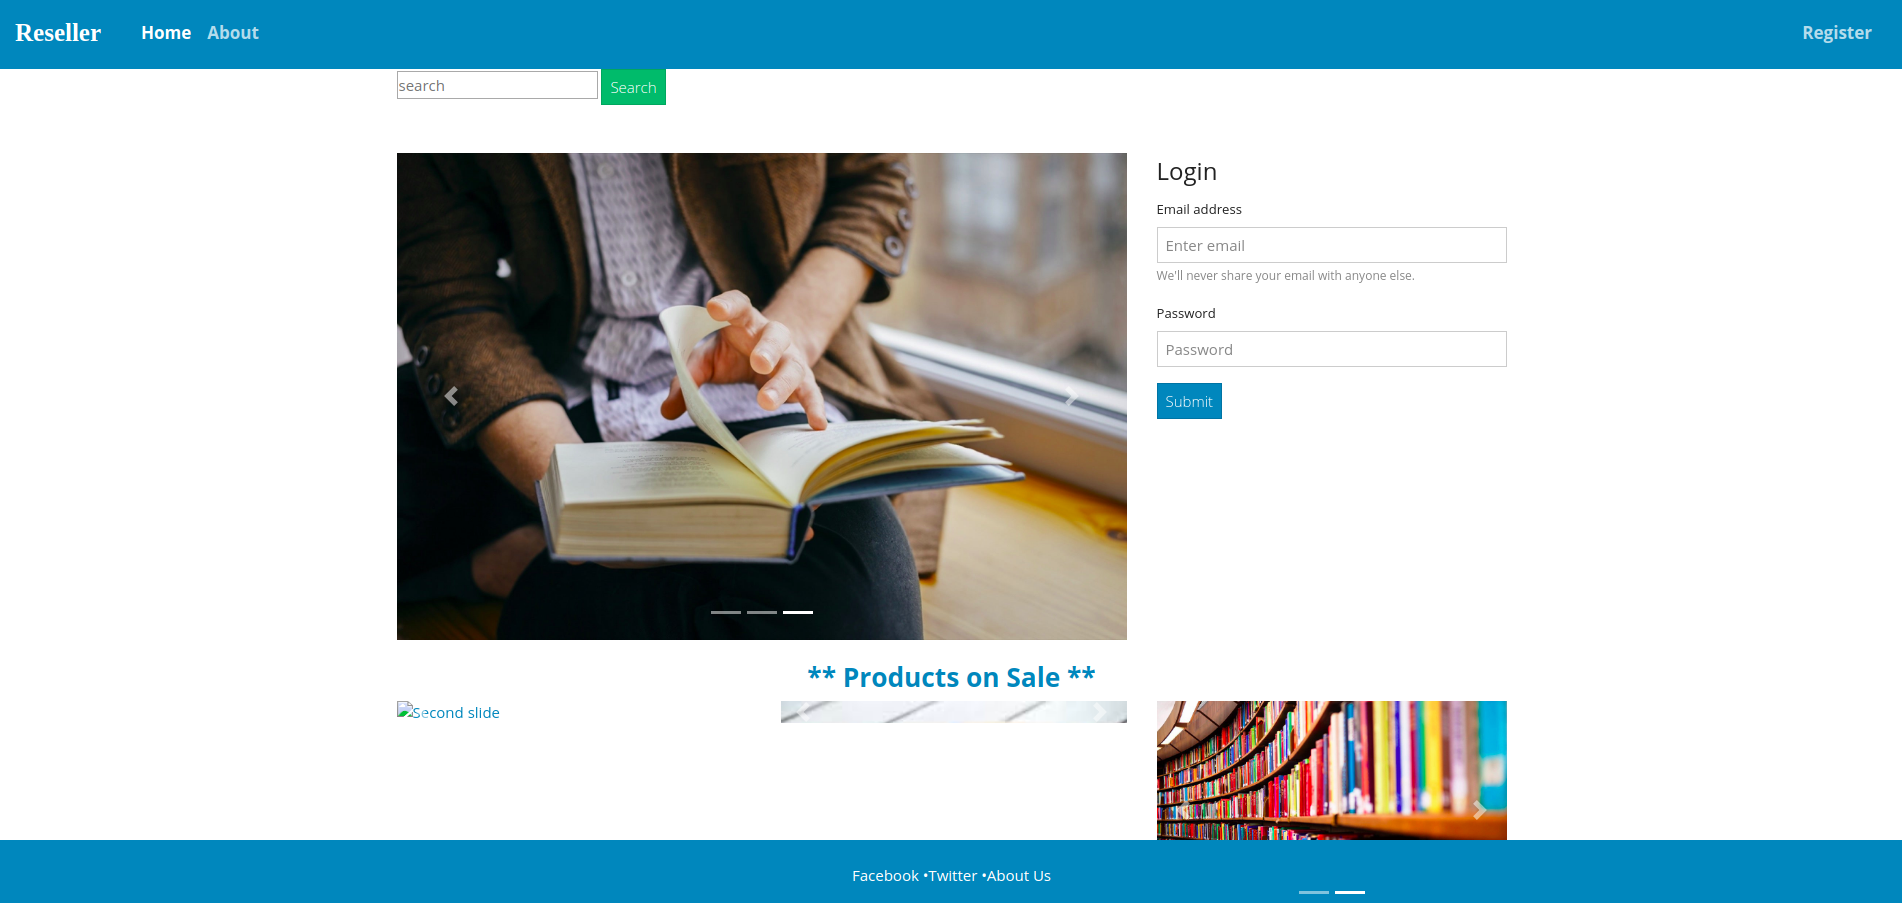 Reseller Home About Register
search Search
Login
Email address
Enter email
We'll never share your email with anyone else.
Password
Password
Submit
** Products on Sale **
Second slide
Facebook •Twitter •About Us